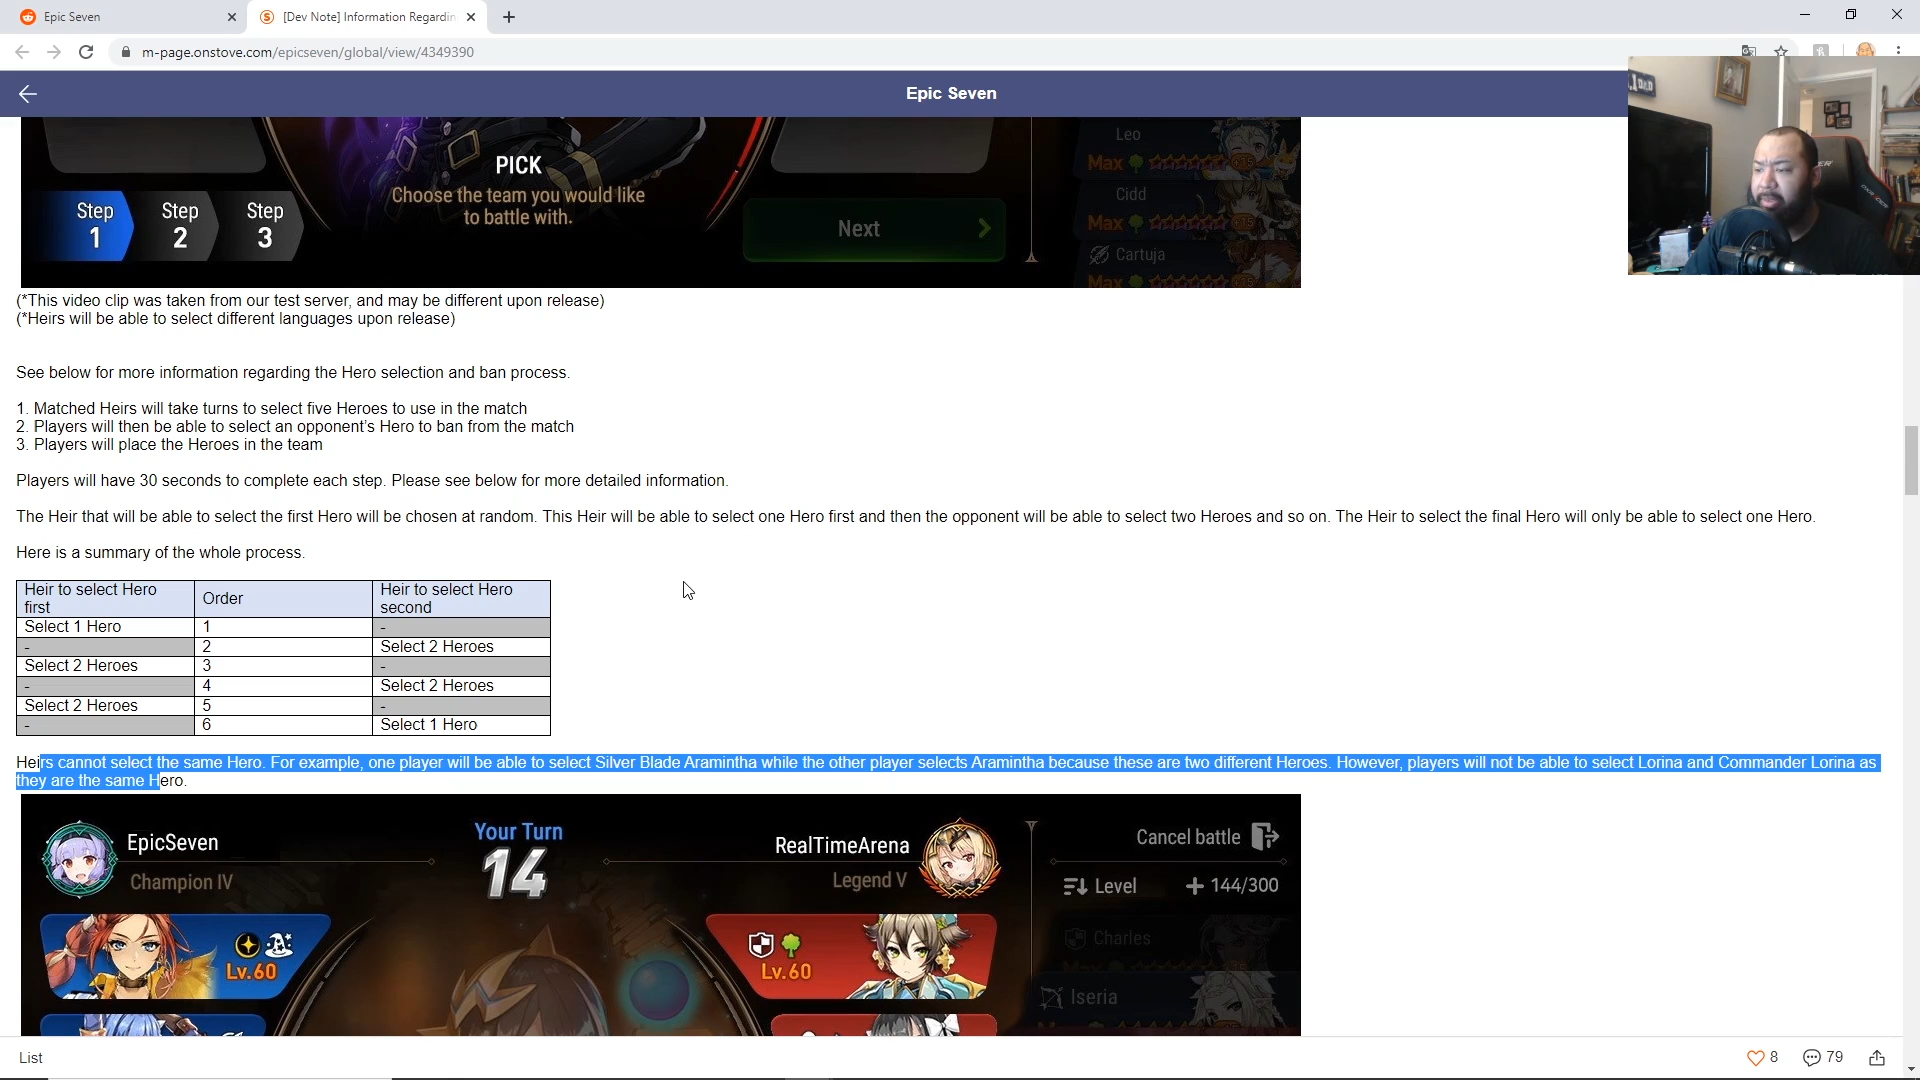 Epic Seven
[Dev Note] Information Regardin
m-page.onstove.com/epicseven/global/view/4349390
Epic Seven
PICK
Choose the team you would like
to battle with.
Step 1
Step 2
Step 3
Next
Leo
Max +15
Cidd
Max +15
Cartuja
Max +15
(*This video clip was taken from our test server, and may be different upon release)
(*Heirs will be able to select different languages upon release)
See below for more information regarding the Hero selection and ban process.
1. Matched Heirs will take turns to select five Heroes to use in the match
2. Players will then be able to select an opponent's Hero to ban from the match
3. Players will place the Heroes in the team
Players will have 30 seconds to complete each step. Please see below for more detailed information.
The Heir that will be able to select the first Hero will be chosen at random. This Heir will be able to select one Hero first and then the opponent will be able to select two Heroes and so on. The Heir to select the final Hero will only be able to select one Hero.
Here is a summary of the whole process.
Heir to select Hero first Order Heir to select Hero second
Select 1 Hero 1 -
- 2 Select 2 Heroes
Select 2 Heroes 3 -
- 4 Select 2 Heroes
Select 2 Heroes 5 -
- 6 Select 1 Hero
Heirs cannot select the same Hero. For example, one player will be able to select Silver Blade Aramintha while the other player selects Aramintha because these are two different Heroes. However, players will not be able to select Lorina and Commander Lorina as
they are the same Hero.
EpicSeven
Champion IV
Your Turn
14
RealTimeArena
Legend V
Cancel battle
Level + 144/300
Lv.60
Lv.60
Charles
Iseria
List
8 79